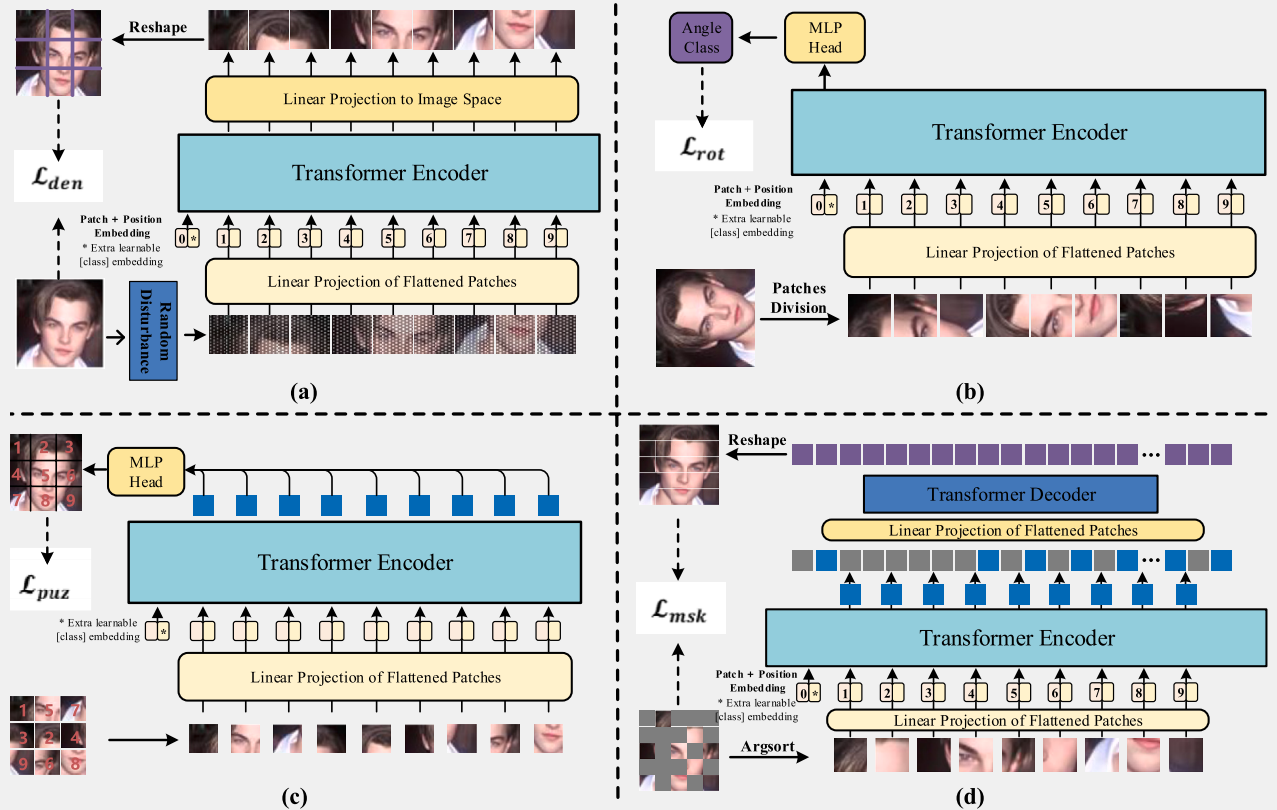 Reshape
Linear Projection to Image Space
Transformer Encoder
ℒden
Patch + Position
Embedding
* Extra learnable
[class] embedding
0 * 1 2 3 4 5 6 7 8 9
Linear Projection of Flattened Patches
Random
Disturbance
(a)
Angle
Class
MLP
Head
ℒrot
Transformer Encoder
Patch + Position
Embedding
* Extra learnable
[class] embedding
0 * 1 2 3 4 5 6 7 8 9
Linear Projection of Flattened Patches
Patches
Division
(b)
1 2 3
4 5 6
7 8 9
MLP
Head
ℒpuz
Transformer Encoder
* Extra learnable
[class] embedding
*
Linear Projection of Flattened Patches
1 5 7
3 2 4
9 6 8
(c)
Reshape
...
Transformer Decoder
Linear Projection of Flattened Patches
...
ℒmsk
Transformer Encoder
Patch + Position
Embedding
* Extra learnable
[class] embedding
0 * 1 2 3 4 5 6 7 8 9
Linear Projection of Flattened Patches
Argsort
(d)